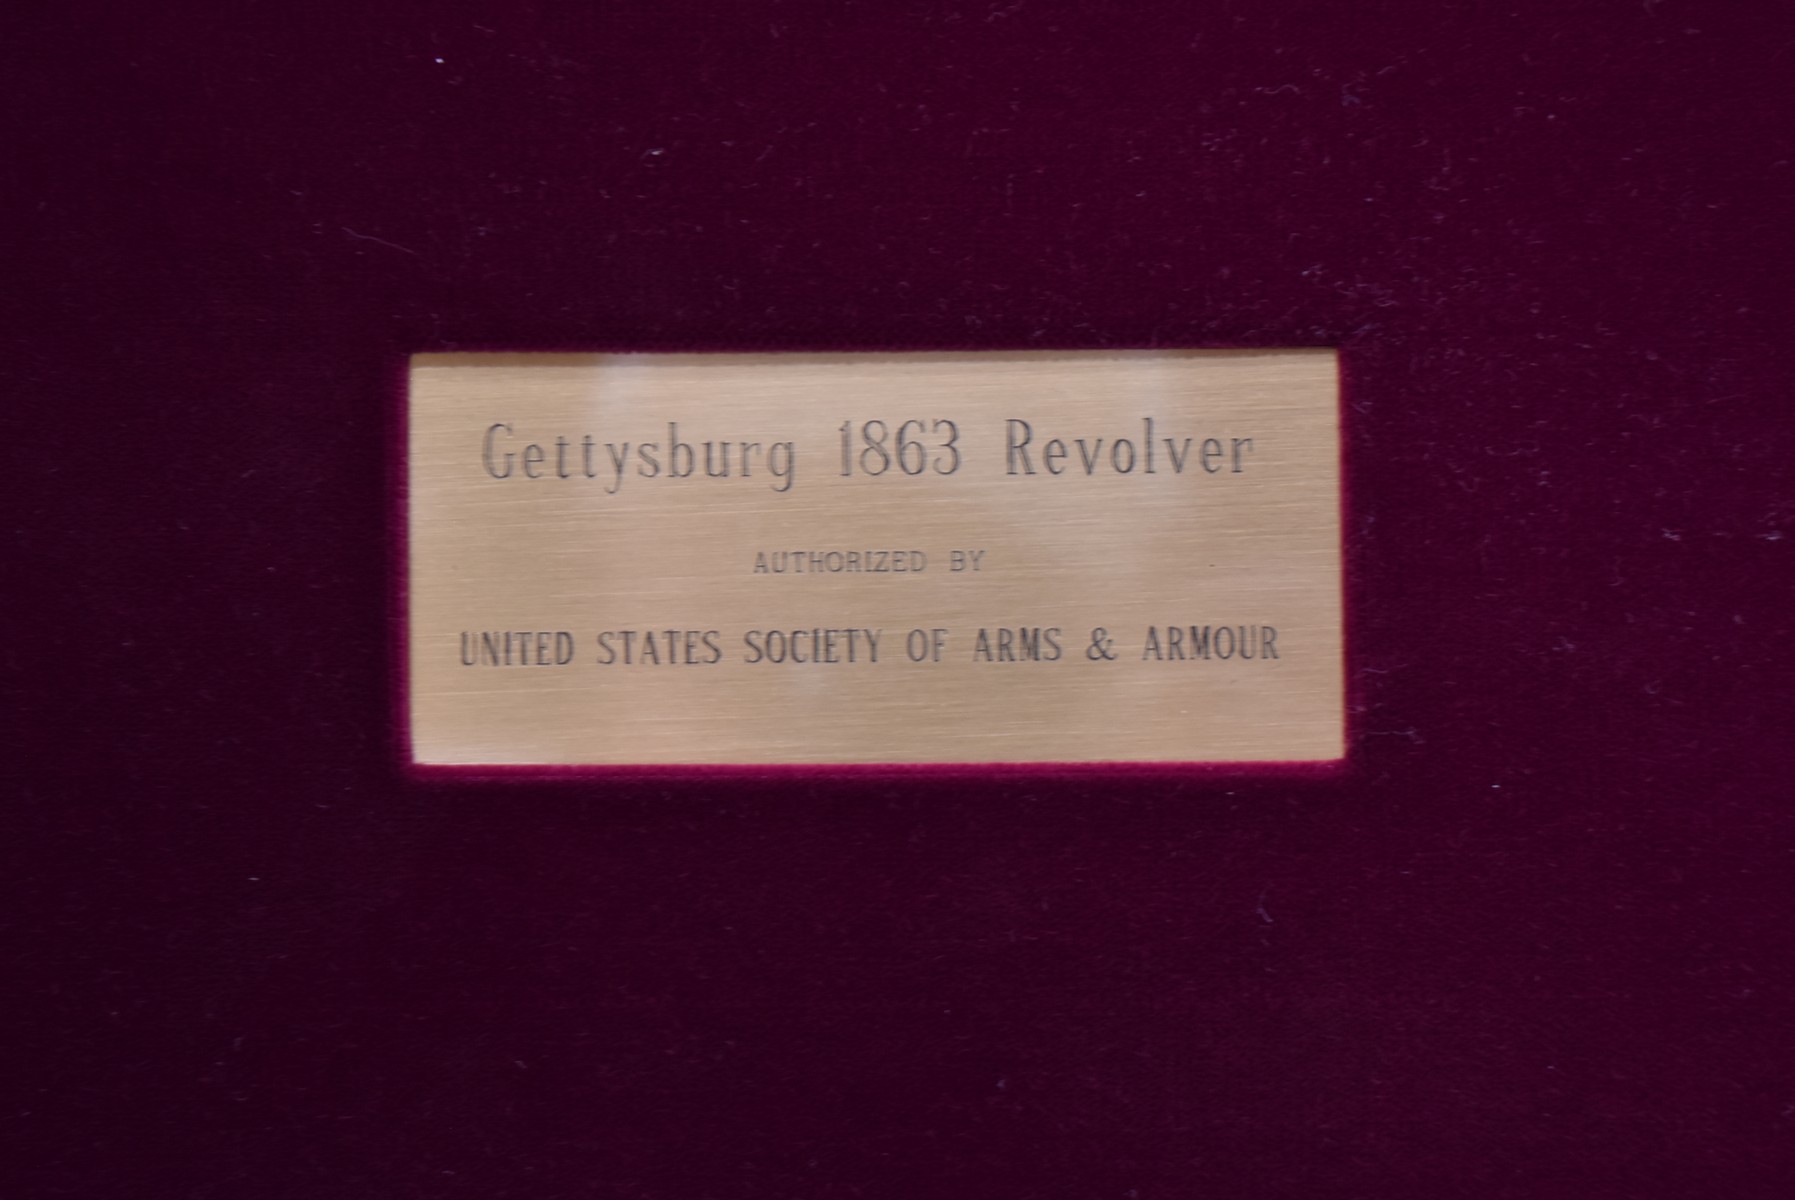 Gettysburg 1863 Revolver
AUTHORIZED BY
UNITED STATES SOCIETY OF ARMS & ARMOUR